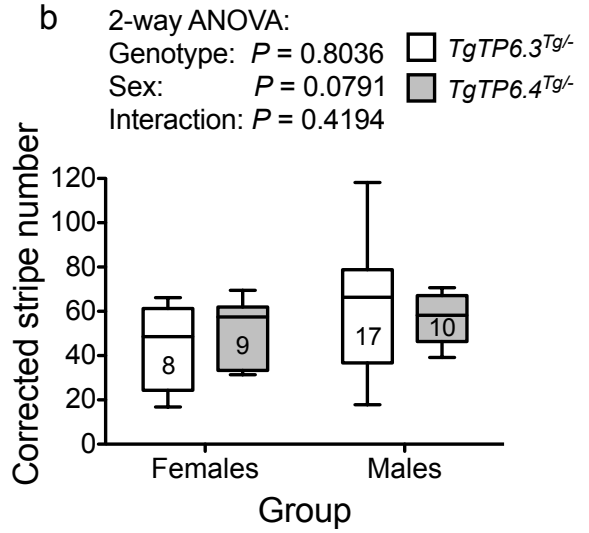 b
2-way ANOVA:
Genotype: P = 0.8036
Sex: P = 0.0791
Interaction: P = 0.4194
TgTP6.3Tg/-
TgTP6.4Tg/-
Corrected stripe number
120
100
80
60
40
20
0
8
9
17
10
Females
Males
Group